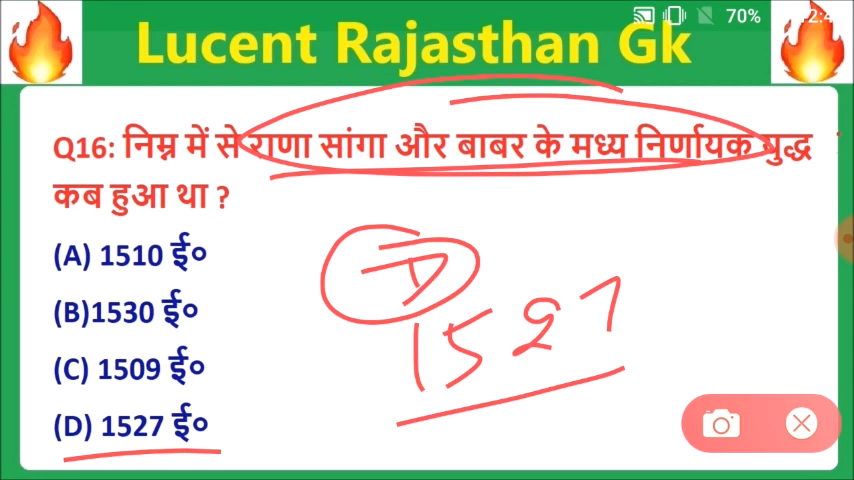 70%
Lucent Rajasthan Gk
Q16: निम्न में से राणा सांगा और बाबर के मध्य निर्णायक युद्ध
कब हुआ था ?
(A) 1510 ई०
(B)1530 ई०
(C) 1509 ई०
(D) 1527 ई०
1527